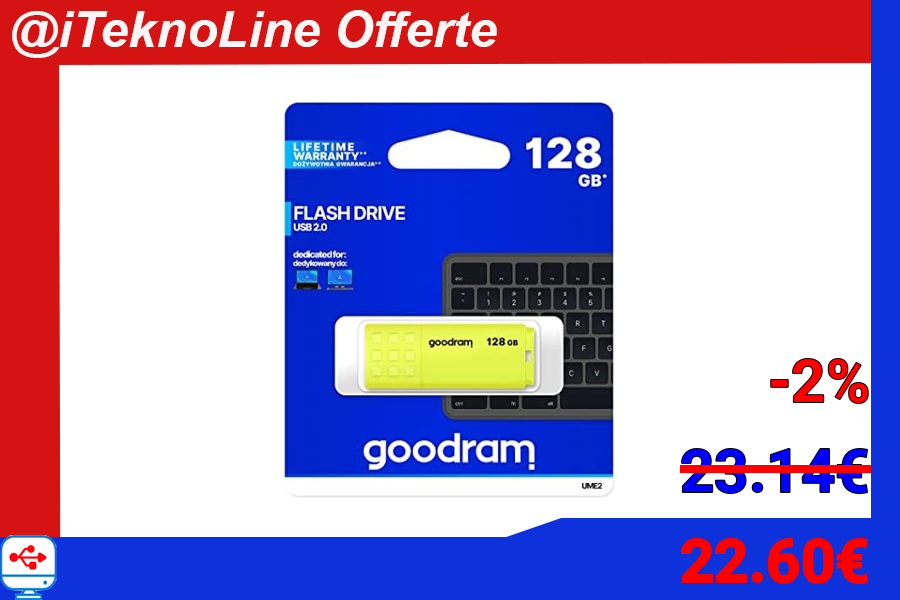 @iTeknoLine Offerte
LIFETIME
WARRANTY**
DOŻYWOTNIA GWARANCJA**
128
GB*
FLASH DRIVE
USB 2.0
dedicated for:
dedykowany do:
goodram 128 GB
goodram
UME2
-2%
23.14€
22.60€